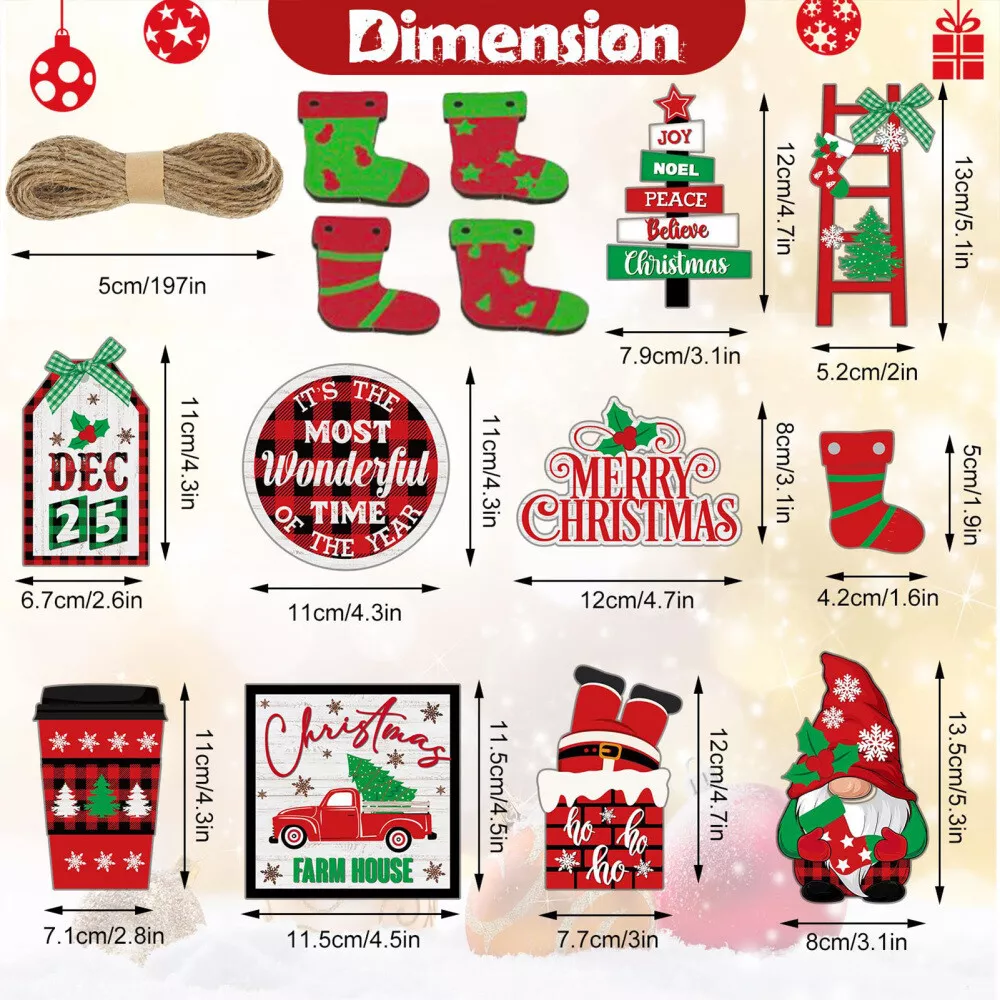 Dimension
5cm/197in
JOY
NOEL
PEACE
Believe
Christmas
12cm/4.7in
7.9cm/3.1in
13cm/5.1in
5.2cm/2in
DEC
25
11cm/4.3in
6.7cm/2.6in
IT'S THE
MOST
Wonderful
TIME
OF THE YEAR
11cm/4.3in
11cm/4.3in
MERRY
CHRISTMAS
8cm/3.1in
12cm/4.7in
5cm/1.9in
4.2cm/1.6in
11cm/4.3in
7.1cm/2.8in
Christmas
FARM HOUSE
11.5cm/4.5in
11.5cm/4.5in
ho ho
ho
12cm/4.7in
7.7cm/3in
13.5cm/5.3in
8cm/3.1in